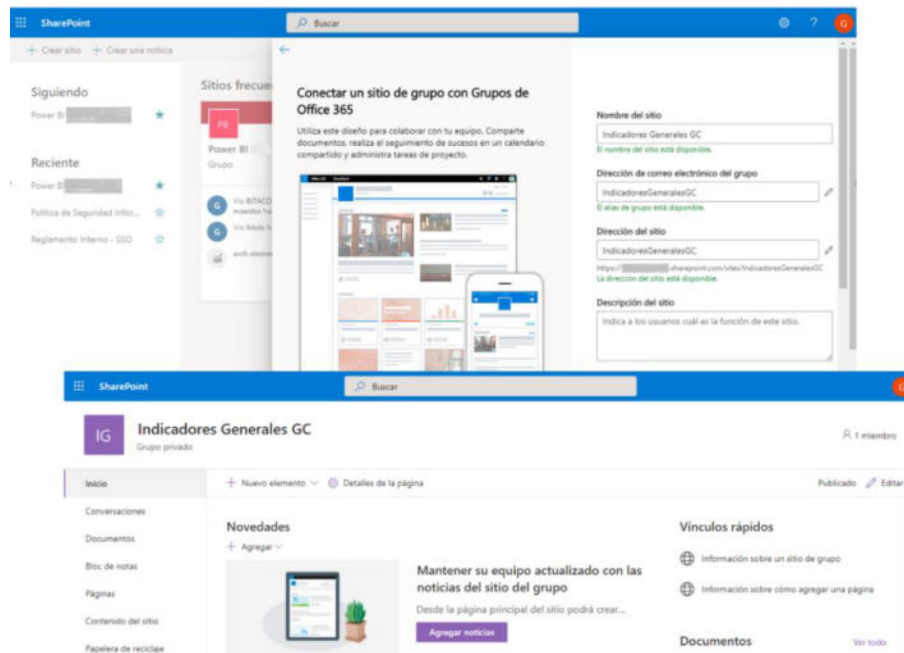 SharePoint
Buscar
?
G
+ Crear sitio + Crear una noticia
Siguiendo
Power BI
Reciente
Power B
Política de Seguridad Infor...
Reglamento Interno - SSO
Sitios frecue
PB
Power BI
Grupo
G
Vio BITACO
maestro ha
G
Conectar un sitio de grupo con Grupos de
Office 365
Utiliza este diseño para colaborar con tu equipo. Comparte
documentos, realiza el seguimiento de sucesos en un calendario
compartido y administra tareas de proyecto.
Nombre del sitio
Indicadores Generales GC
El nombre del sitio está disponible.
Dirección de correo electrónico del grupo
IndicadoresGeneralesGC
El alias de grupo está disponible.
Dirección del sitio
IndicadoresGeneralesGC
https:// .sharepoint.com/sites/IndicadoresGeneralesGC
La dirección del sitio está disponible.
Descripción del sitio
Indica a los usuarios cuál es la función de este sitio.
SharePoint
Buscar
G
IG
Indicadores Generales GC
Grupo privado
1 miembro
Inicio
Conversaciones
Documentos
Bloc de notas
Páginas
Contenido del sitio
Papelera de reciclaje
+ Nuevo elemento Detalles de la página
Publicado Editar
Novedades
+ Agregar
Mantener su equipo actualizado con las
noticias del sitio del grupo
Desde la página principal del sitio podrá crear...
Agregar noticias
Vínculos rápidos
Información sobre un sitio de grupo
Información sobre cómo agregar una página
Documentos
Ver todo